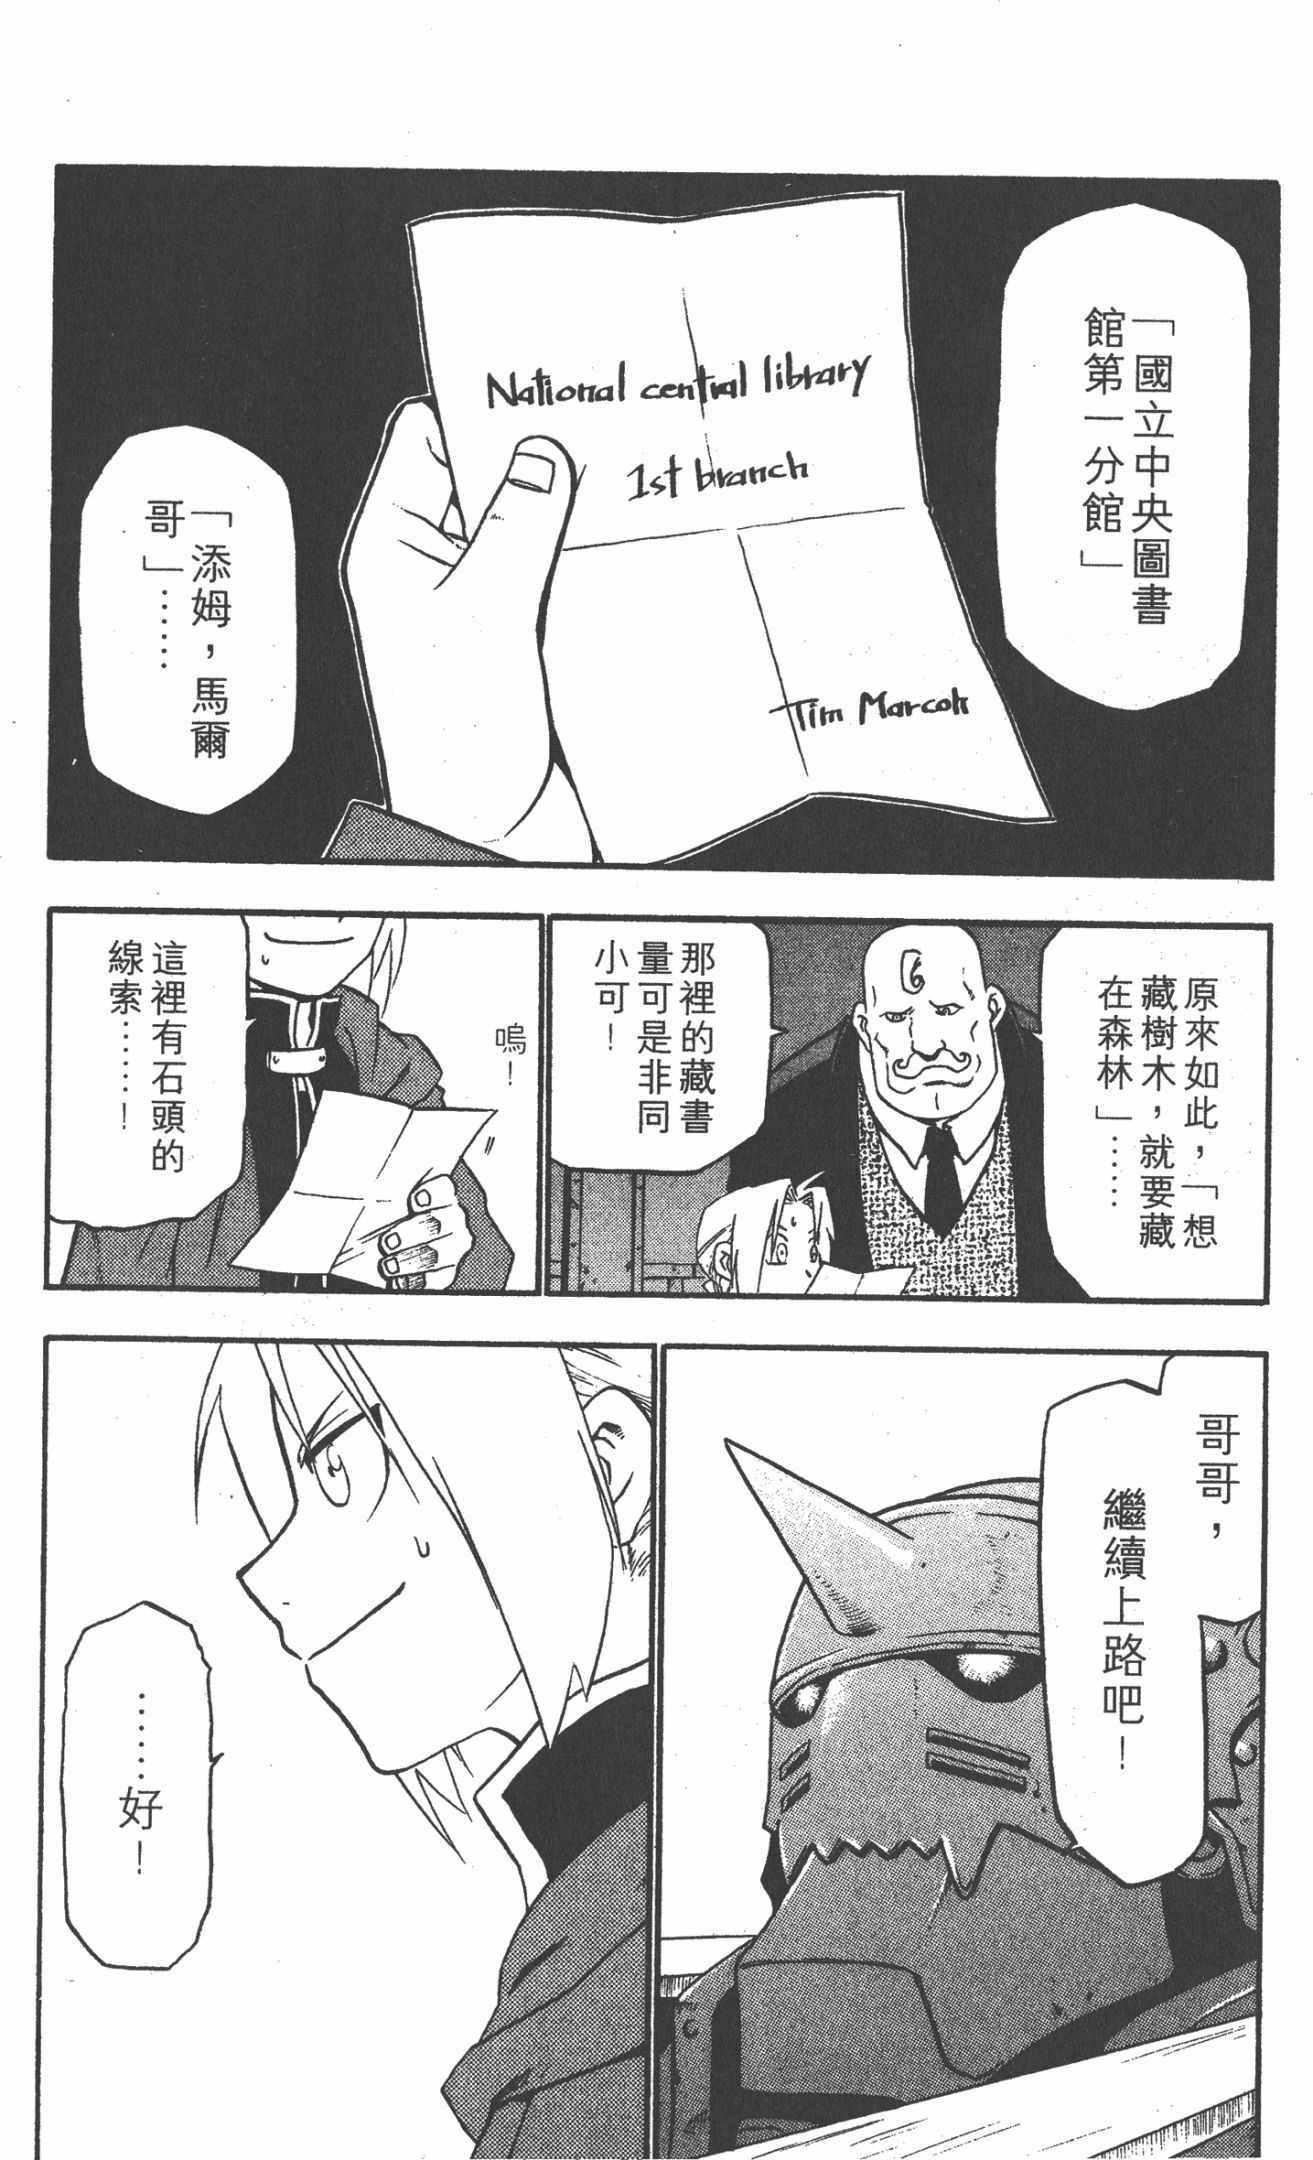 「國立中央圖書
館第一分館」
National central library
1st branch
Tim Marcoh
「添姆，馬爾
哥」……
原來如此，「想
藏樹木，就要藏
在森林」……
那裡的藏書
量可是非同
小可！
嗚！
這裡有石頭的
線索……！
哥哥，
繼續上路吧！
……好！